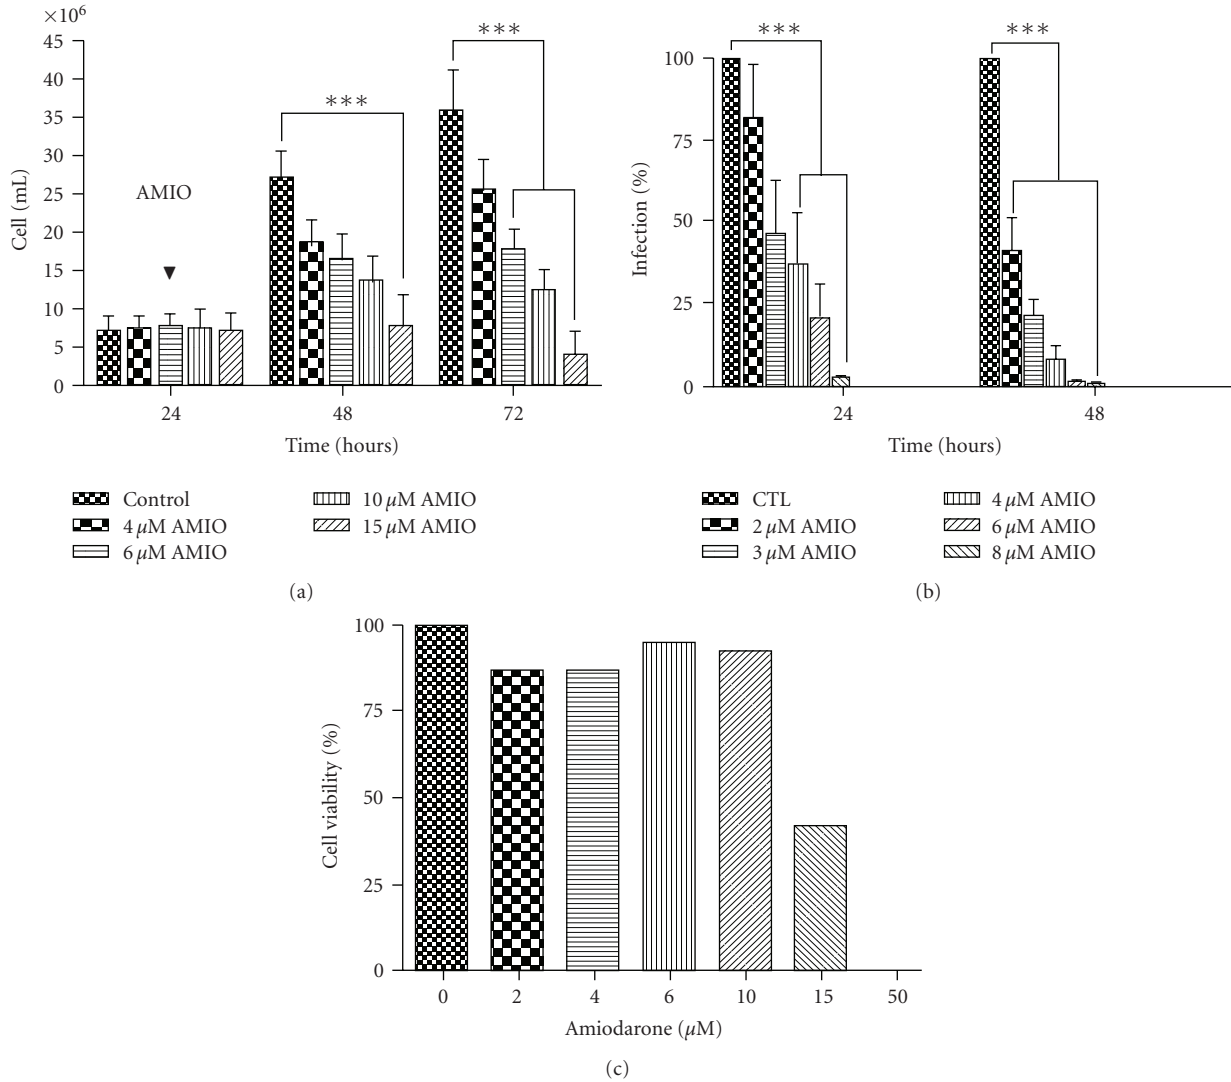 ×10⁶
45
40
35
30
25
20
15
10
5
0
Cell (mL)
AMIO
∗∗∗
∗∗∗
24
48
72
Time (hours)
Control
4 μM AMIO
6 μM AMIO
10 μM AMIO
15 μM AMIO
(a)
100
75
50
25
0
Infection (%)
∗∗∗
∗∗∗
24
48
Time (hours)
CTL
2 μM AMIO
3 μM AMIO
4 μM AMIO
6 μM AMIO
8 μM AMIO
(b)
100
75
50
25
0
Cell viability (%)
0
2
4
6
10
15
50
Amiodarone (μM)
(c)